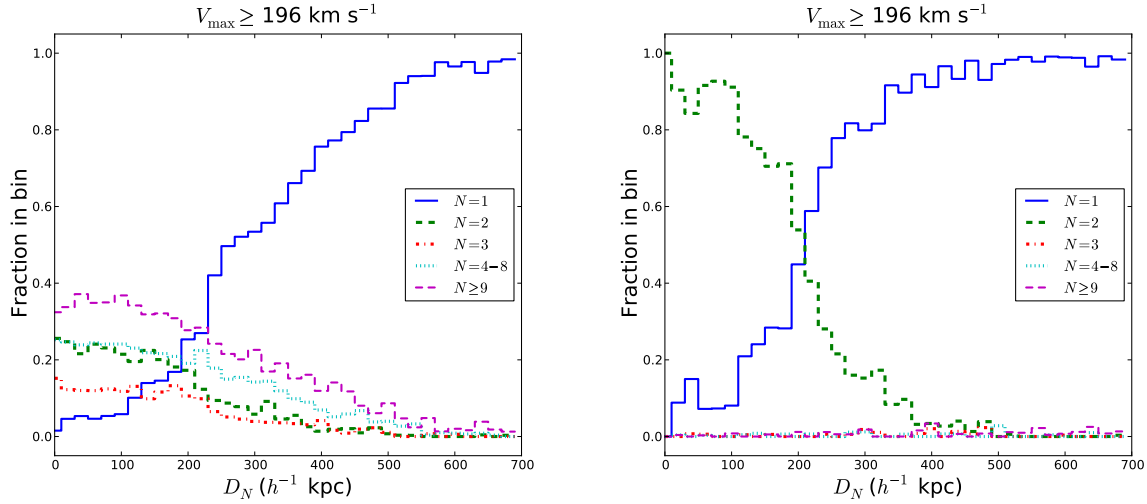 V_max ≥ 196 km s⁻¹
Fraction in bin
1.0
0.8
0.6
0.4
0.2
0.0
N=1
N=2
N=3
N=4−8
N≥9
0 100 200 300 400 500 600 700
D_N (h⁻¹ kpc)
V_max ≥ 196 km s⁻¹
Fraction in bin
1.0
0.8
0.6
0.4
0.2
0.0
N=1
N=2
N=3
N=4−8
N≥9
0 100 200 300 400 500 600 700
D_N (h⁻¹ kpc)